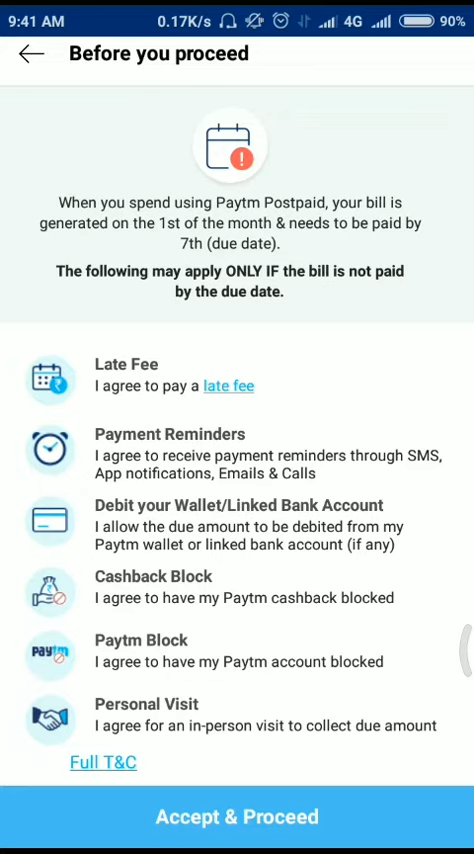 9:41 AM 0.17K/s 4G 90%
Before you proceed
When you spend using Paytm Postpaid, your bill is
generated on the 1st of the month & needs to be paid by
7th (due date).
The following may apply ONLY IF the bill is not paid
by the due date.
Late Fee
I agree to pay a late fee
Payment Reminders
I agree to receive payment reminders through SMS,
App notifications, Emails & Calls
Debit your Wallet/Linked Bank Account
I allow the due amount to be debited from my
Paytm wallet or linked bank account (if any)
Cashback Block
I agree to have my Paytm cashback blocked
Paytm
Paytm Block
I agree to have my Paytm account blocked
Personal Visit
I agree for an in-person visit to collect due amount
Full T&C
Accept & Proceed